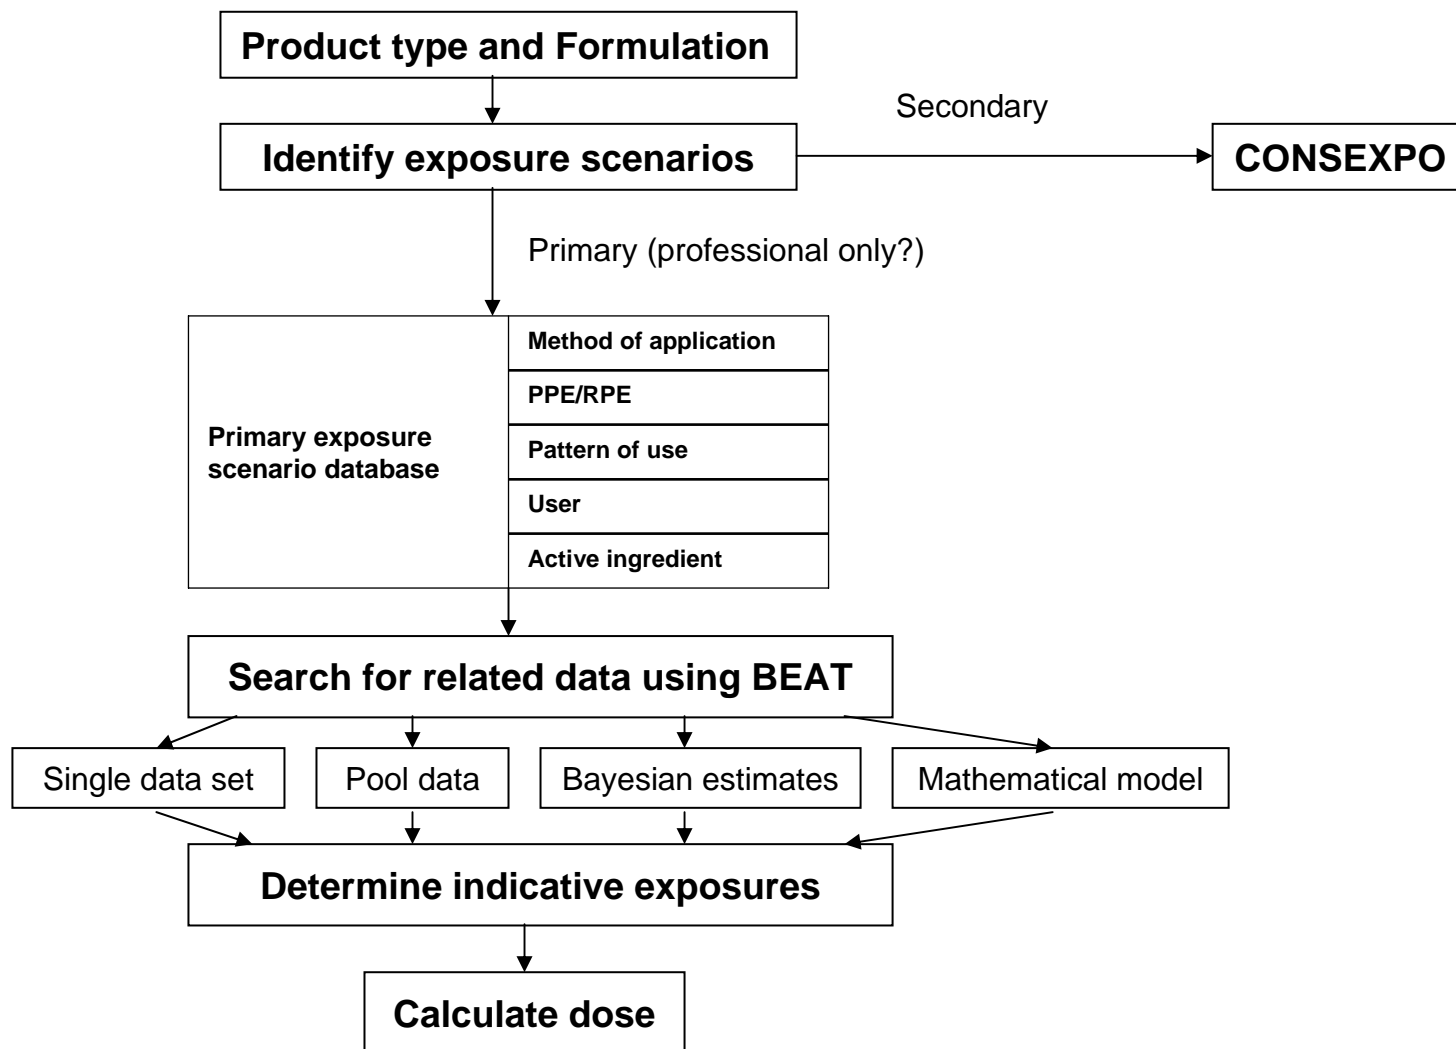 Product type and Formulation
Secondary
Identify exposure scenarios
CONSEXPO
Primary (professional only?)
Method of application
PPE/RPE
Primary exposure
scenario database
Pattern of use
User
Active ingredient
Search for related data using BEAT
Single data set
Pool data
Bayesian estimates
Mathematical model
Determine indicative exposures
Calculate dose